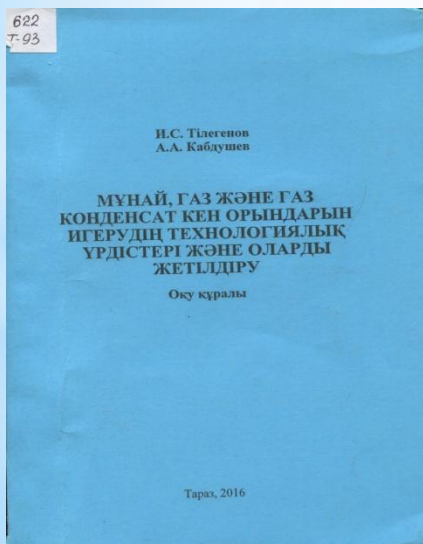 622
Т-93
И.С. Тілегенов
А.А. Кабдушев
МҰНАЙ, ГАЗ ЖӘНЕ ГАЗ
КОНДЕНСАТ КЕН ОРЫНДАРЫН
ИГЕРУДІҢ ТЕХНОЛОГИЯЛЫҚ
ҮРДІСТЕРІ ЖӘНЕ ОЛАРДЫ
ЖЕТІЛДІРУ
Оқу құралы
Тараз, 2016